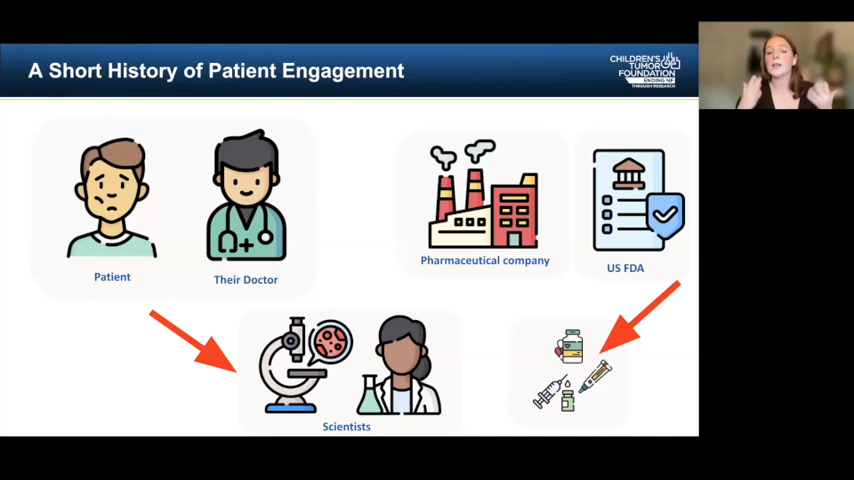 A Short History of Patient Engagement
CHILDREN'S
TUMOR
FOUNDATION
ENDING NF
THROUGH RESEARCH
Patient
Their Doctor
Pharmaceutical company
US FDA
Scientists